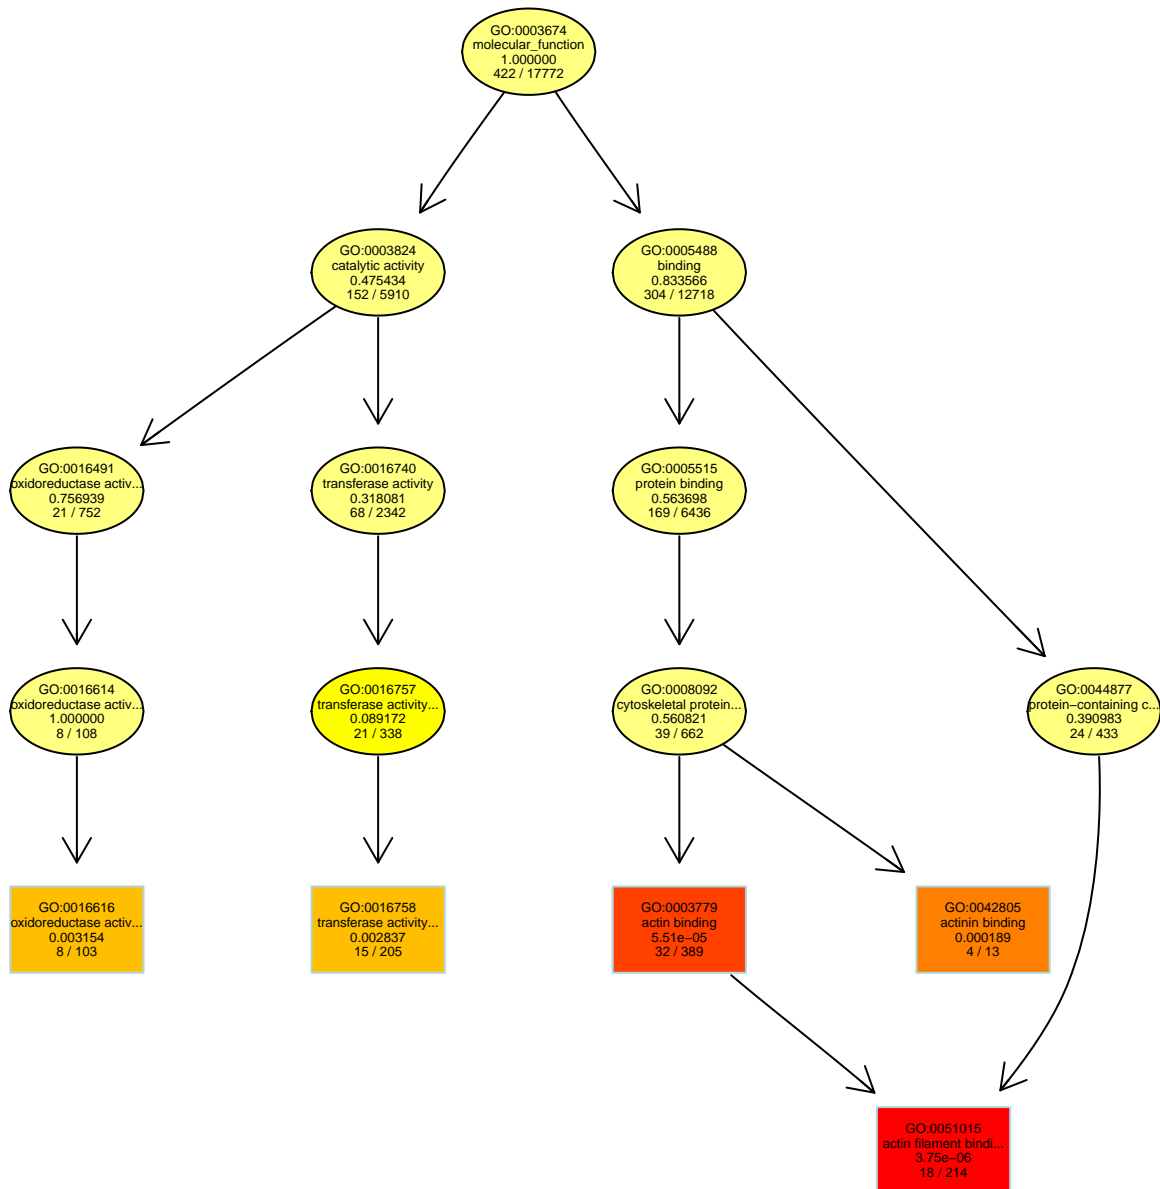 GO:0003674
molecular_function
1.000000
422 / 17772
GO:0003824
catalytic activity
0.475434
152 / 5910
GO:0005488
binding
0.833566
304 / 12718
GO:0016491
oxidoreductase activ...
0.756939
21 / 752
GO:0016740
transferase activity
0.318081
68 / 2342
GO:0005515
protein binding
0.563698
169 / 6436
GO:0016614
oxidoreductase activ...
1.000000
8 / 108
GO:0016757
transferase activity...
0.089172
21 / 338
GO:0008092
cytoskeletal protein...
0.560821
39 / 662
GO:0044877
protein−containing c...
0.390983
24 / 433
GO:0016616
oxidoreductase activ...
0.003154
8 / 103
GO:0016758
transferase activity...
0.002837
15 / 205
GO:0003779
actin binding
5.51e−05
32 / 389
GO:0042805
actinin binding
0.000189
4 / 13
GO:0051015
actin filament bindi...
3.75e−06
18 / 214